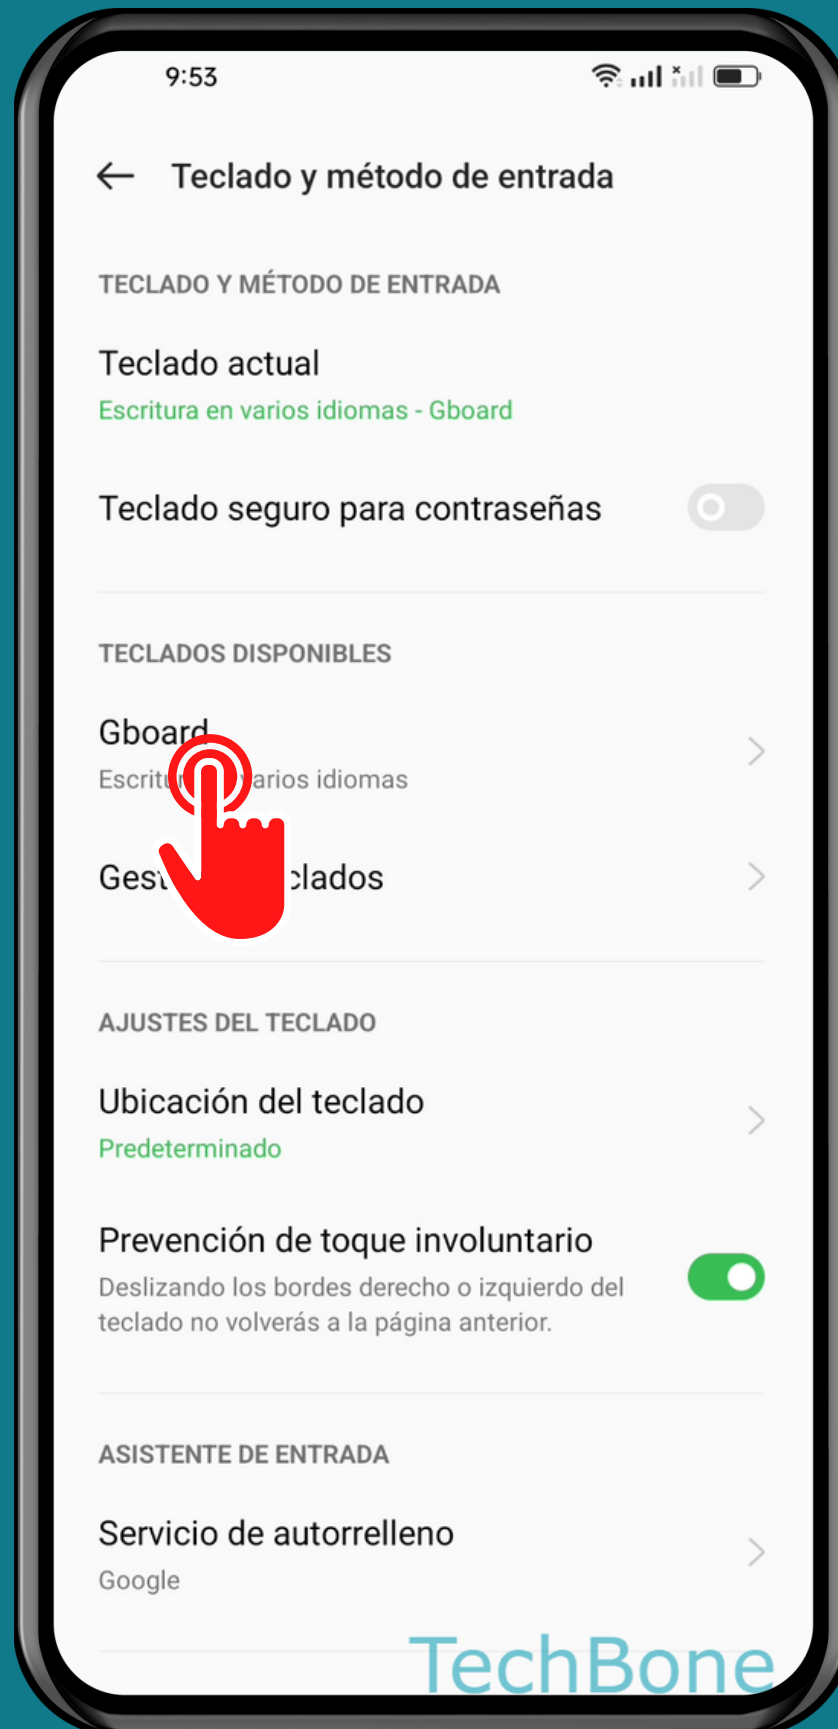 9:53
Teclado y método de entrada
TECLADO Y MÉTODO DE ENTRADA
Teclado actual
Escritura en varios idiomas - Gboard
Teclado seguro para contraseñas
TECLADOS DISPONIBLES
Gboard
varios idiomas
AJUSTES DEL TECLADO
Ubicación del teclado
Predeterminado
Prevención de toque involuntario
Deslizando los bordes derecho o izquierdo del
teclado no volverás a la página anterior.
ASISTENTE DE ENTRADA
Servicio de autorrelleno
Google
TechBone